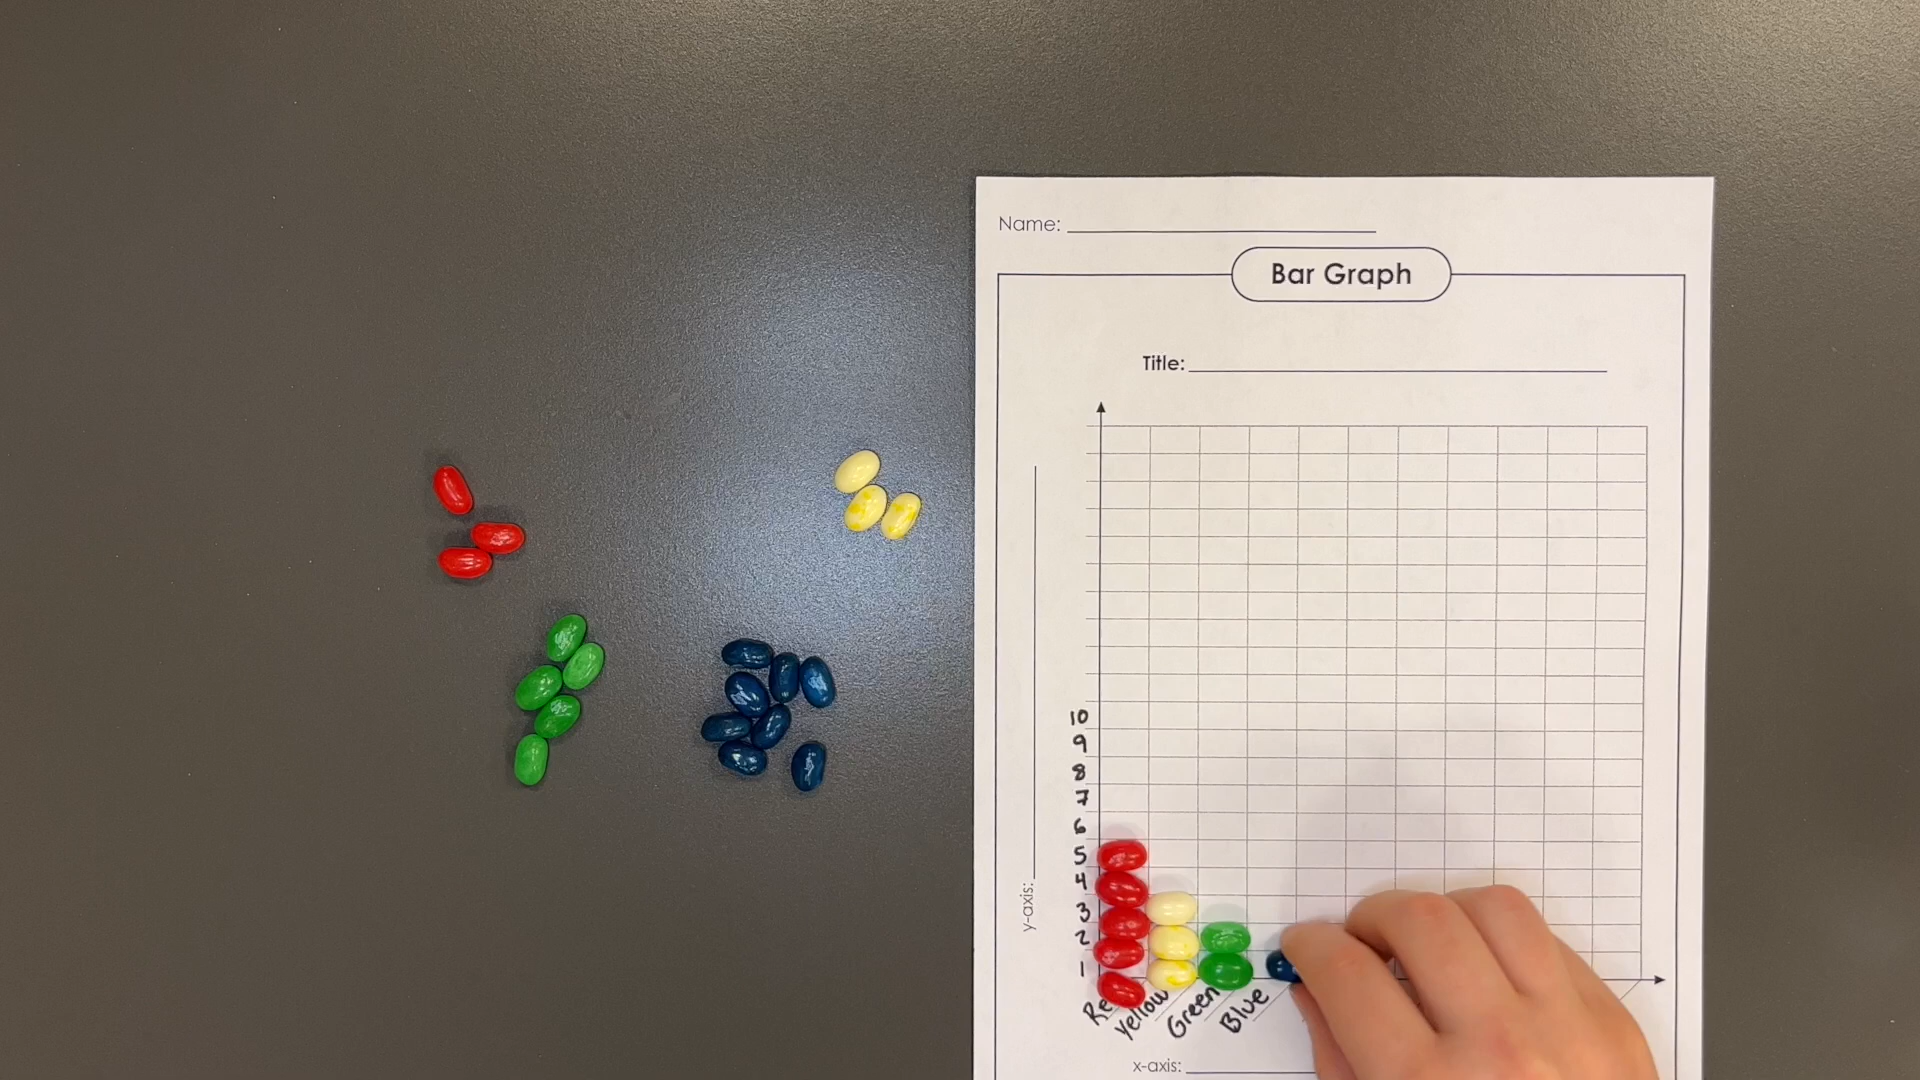 Name:
Bar Graph
Title:
10
9
8
7
6
5
4
3
2
1
y-axis:
Re
Yellow
Green
Blue
x-axis: